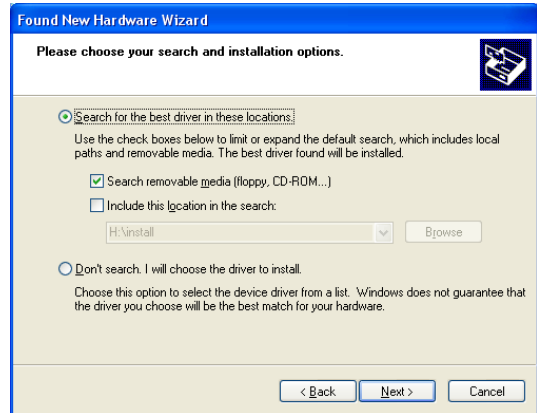 Found New Hardware Wizard
Please choose your search and installation options.
Search for the best driver in these locations.
Use the check boxes below to limit or expand the default search, which includes local
paths and removable media. The best driver found will be installed.
Search removable media (floppy, CD-ROM...)
Include this location in the search:
H:\install
Browse
Don't search. I will choose the driver to install.
Choose this option to select the device driver from a list. Windows does not guarantee that
the driver you choose will be the best match for your hardware.
< Back
Next >
Cancel